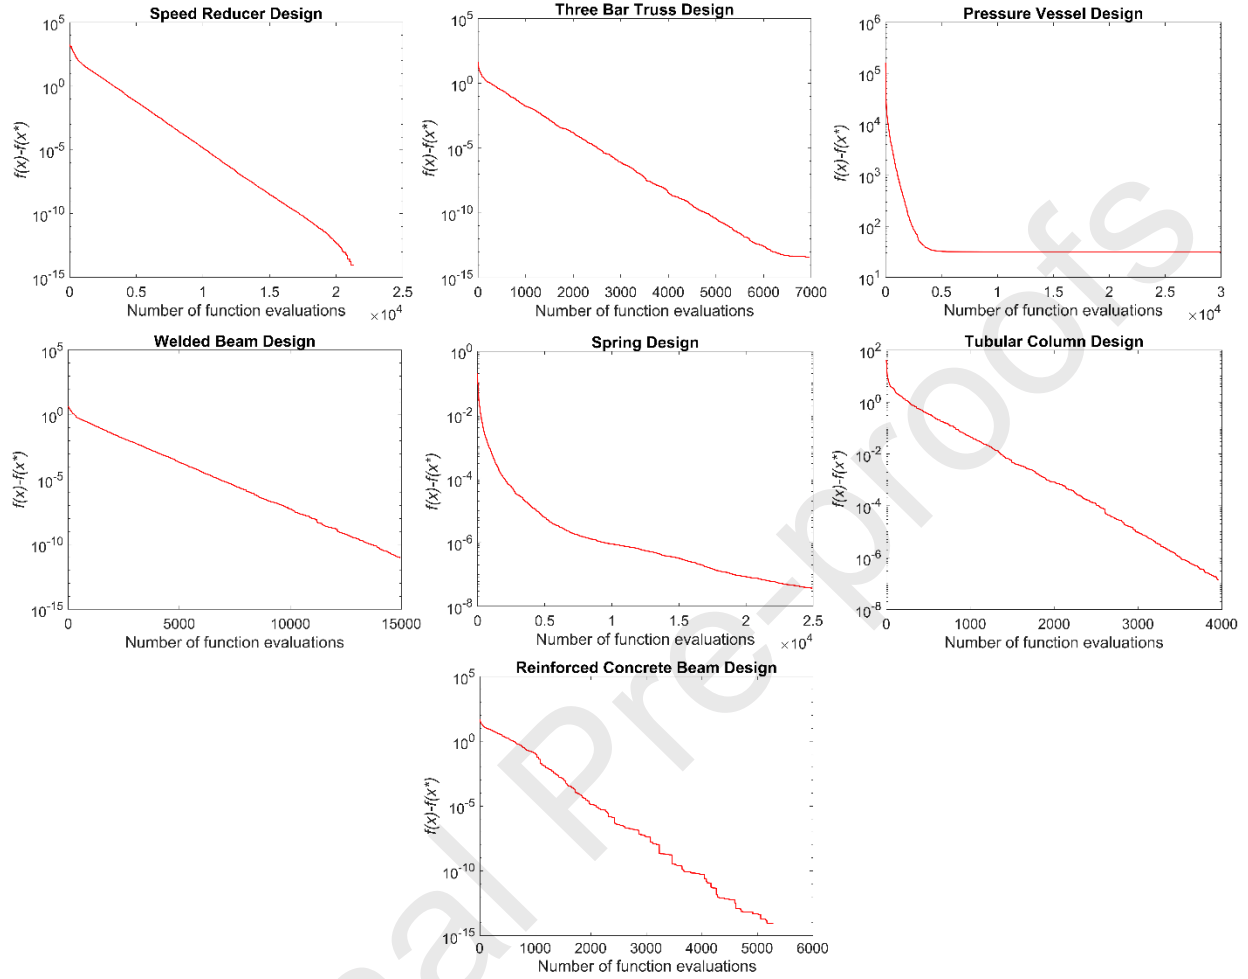 Speed Reducer Design
Three Bar Truss Design
Pressure Vessel Design
10^5
10^0
10^-5
10^-10
10^-15
f(x)-f(x*)
0 0.5 1 1.5 2 2.5
Number of function evaluations
×10^4
10^5
10^0
10^-5
10^-10
10^-15
f(x)-f(x*)
0 1000 2000 3000 4000 5000 6000 7000
Number of function evaluations
10^6
10^5
10^4
10^3
10^2
10^1
f(x)-f(x*)
0 0.5 1 1.5 2 2.5 3
Number of function evaluations
×10^4
Welded Beam Design
Spring Design
Tubular Column Design
10^5
10^0
10^-5
10^-10
10^-15
f(x)-f(x*)
0 5000 10000 15000
Number of function evaluations
10^0
10^-2
10^-4
10^-6
10^-8
f(x)-f(x*)
0 0.5 1 1.5 2 2.5
Number of function evaluations
×10^4
10^2
10^0
10^-2
10^-4
10^-6
10^-8
f(x)-f(x*)
0 1000 2000 3000 4000
Number of function evaluations
Reinforced Concrete Beam Design
10^5
10^0
10^-5
10^-10
10^-15
f(x)-f(x*)
0 1000 2000 3000 4000 5000 6000
Number of function evaluations
al Pre-proofs